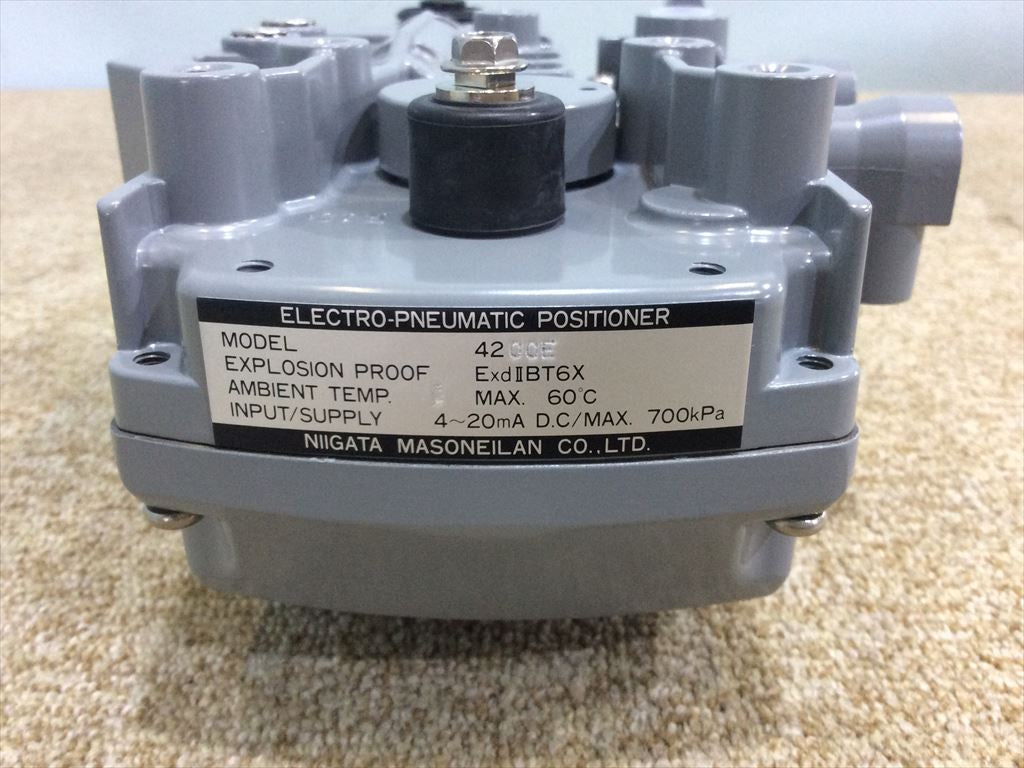 ELECTRO-PNEUMATIC POSITIONER
MODEL 42
EXPLOSION PROOF ExdⅡBT6X
AMBIENT TEMP. MAX. 60°C
INPUT/SUPPLY 4~20mA D.C/MAX. 700kPa
NIIGATA MASONEILAN CO.,LTD.